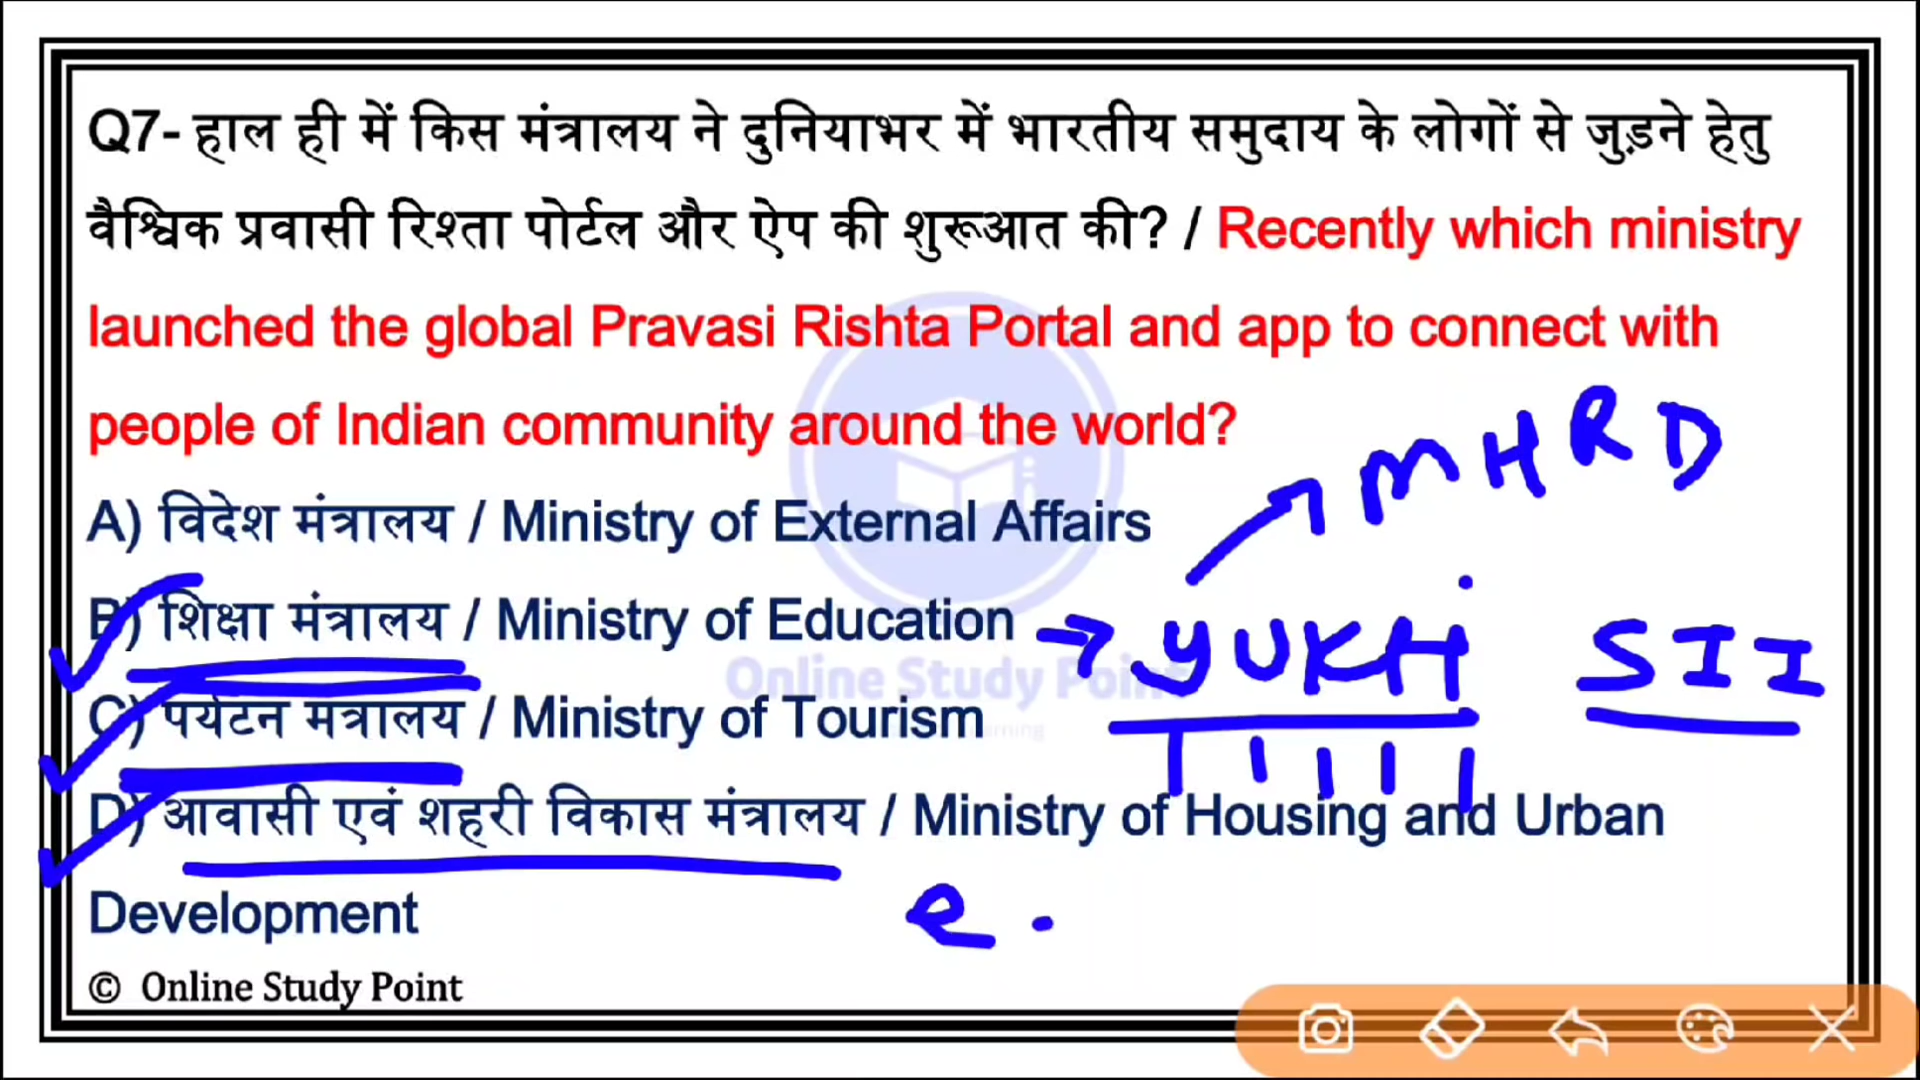 Q7- हाल ही में किस मंत्रालय ने दुनियाभर में भारतीय समुदाय के लोगों से जुड़ने हेतु
वैश्विक प्रवासी रिश्ता पोर्टल और ऐप की शुरूआत की? / Recently which ministry
launched the global Pravasi Rishta Portal and app to connect with
people of Indian community around the world?
MHRD
A) विदेश मंत्रालय / Ministry of External Affairs
B) शिक्षा मंत्रालय / Ministry of Education
YUKTI SII
Online Study Point
C) पर्यटन मंत्रालय / Ministry of Tourism
D) आवासी एवं शहरी विकास मंत्रालय / Ministry of Housing and Urban
Development
e.
© Online Study Point